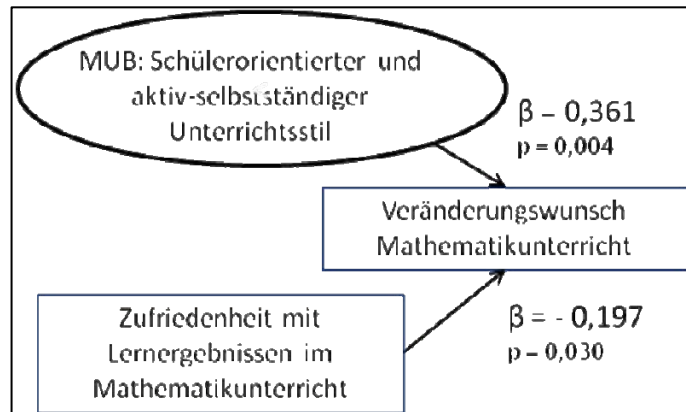 MUB: Schülerorientierter und
aktiv-selbstständiger
Unterrichtsstil
β = 0,361
p = 0,004
Veränderungswunsch
Mathematikunterricht
Zufriedenheit mit
Lernergebnissen im
Mathematikunterricht
β = - 0,197
p = 0,030